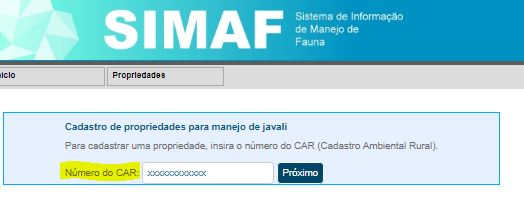 SIMAF
Sistema de Informação
de Manejo de
Fauna
nício
Propriedades
Cadastro de propriedades para manejo de javali
Para cadastrar uma propriedade, insira o número do CAR (Cadastro Ambiental Rural).
Número do CAR: xxxxxxxxxxxx Próximo